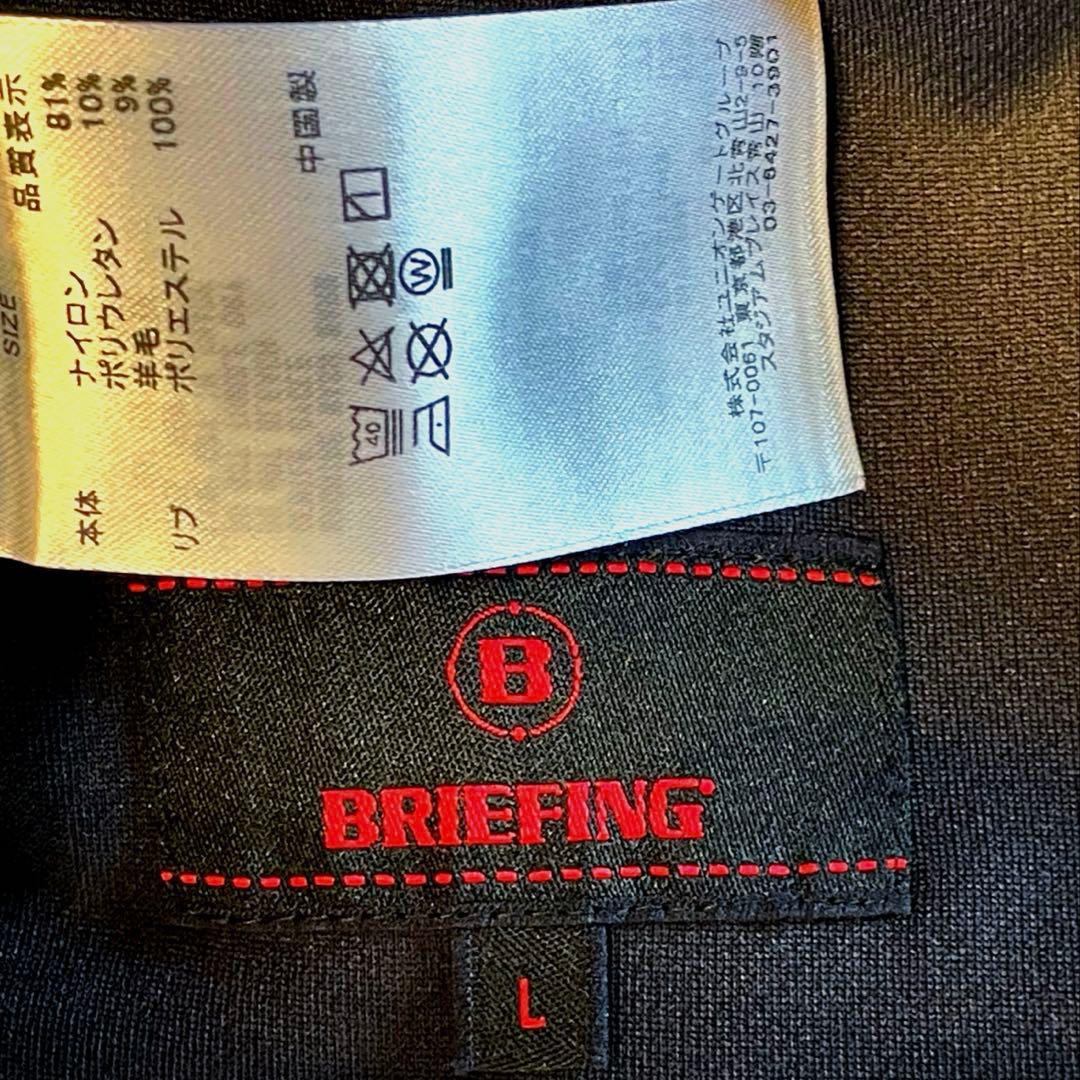 SIZE
品質表示
本体 ナイロン 81%
ポリウレタン 10%
羊毛 9%
リブ ポリエステル 100%
中国製
40
W
株式会社ユニオンゲートグループ
〒107-0061 東京都港区北青山2-9-5
スタジアムプレイス青山 10階
03-6427-3901
B
BRIEFING
L